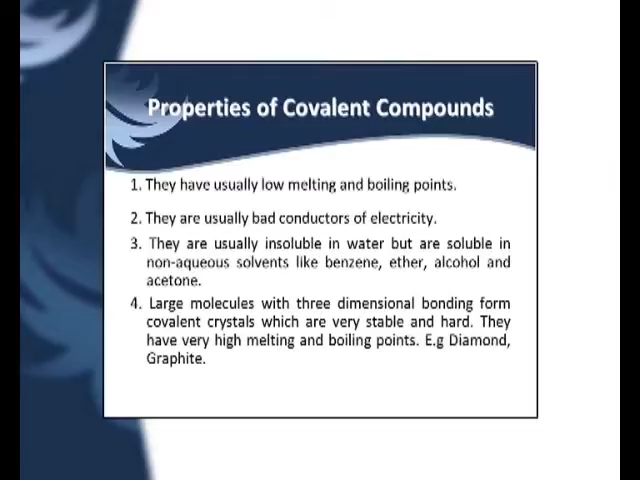 Properties of Covalent Compounds
1. They have usually low melting and boiling points.
2. They are usually bad conductors of electricity.
3. They are usually insoluble in water but are soluble in
non-aqueous solvents like benzene, ether, alcohol and
acetone.
4. Large molecules with three dimensional bonding form
covalent crystals which are very stable and hard. They
have very high melting and boiling points. E.g Diamond,
Graphite.